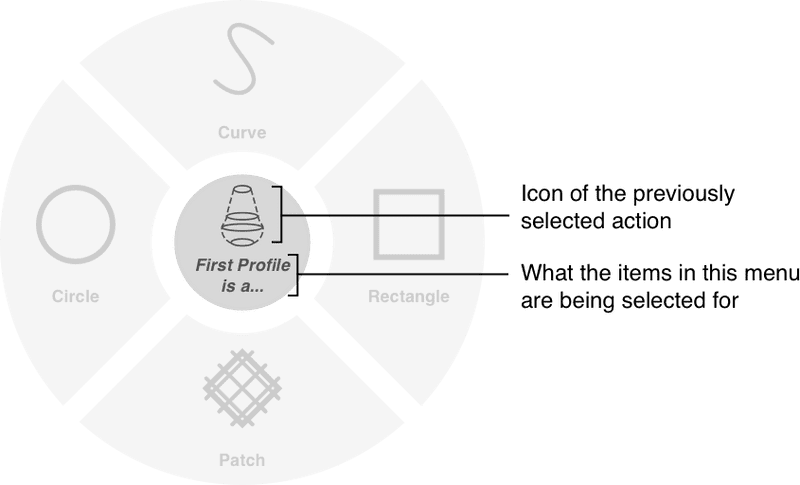 Curve
Icon of the previously
selected action
First Profile
is a...
What the items in this menu
are being selected for
Circle
Rectangle
Patch